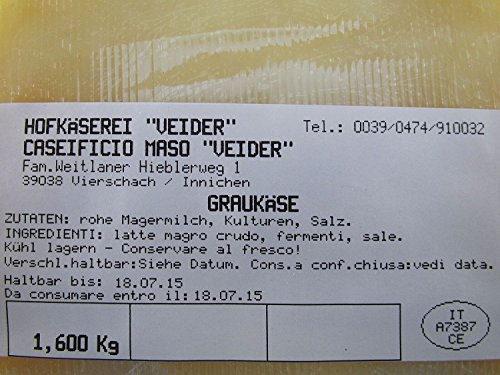 HOFKÄSEREI "VEIDER" Tel.: 0039/0474/910032
CASEIFICIO MASO "VEIDER"
Fam.Weitlaner Hieblerweg 1
39038 Vierschach / Innichen
GRAUKÄSE
ZUTATEN: rohe Magermilch, Kulturen, Salz.
INGREDIENTI: latte magro crudo, fermenti, sale.
Kühl lagern - Conservare al fresco!
Verschl.haltbar:Siehe Datum. Cons.a conf.chiusa:vedi data.
Haltbar bis: 18.07.15
Da consumare entro il: 18.07.15
1,600 Kg
IT
A7387
CE